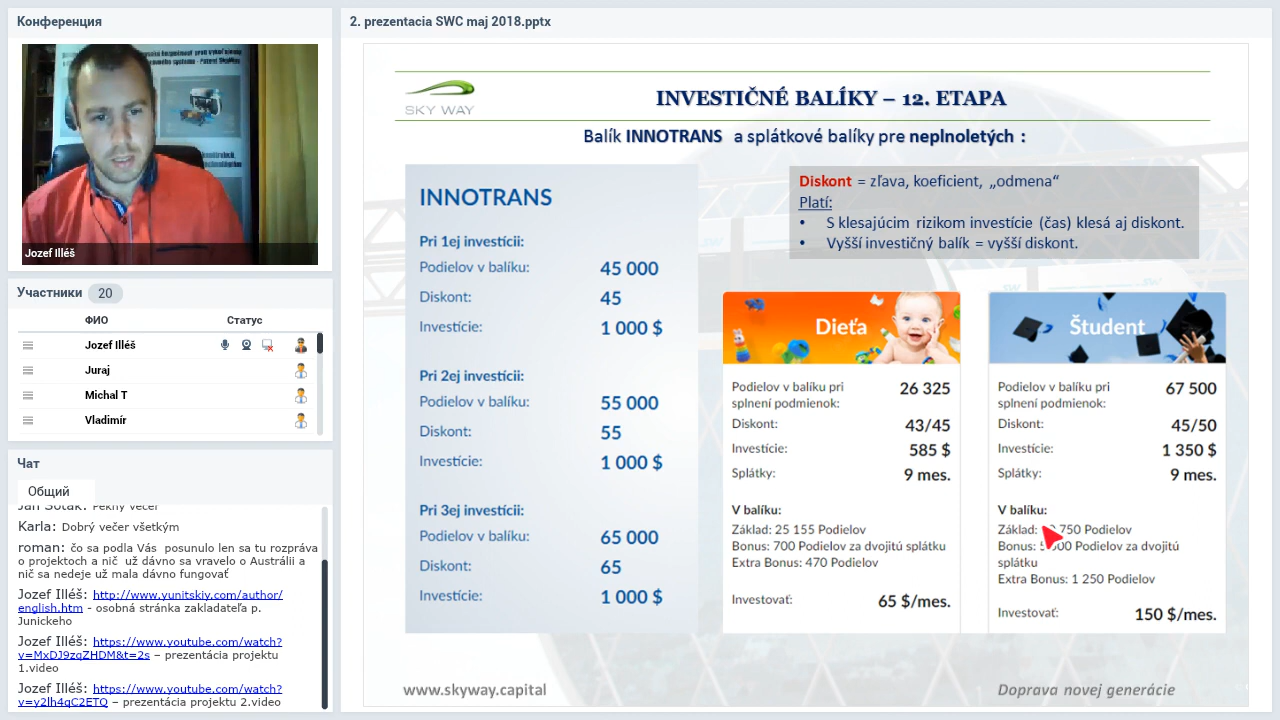 Конференция
Jozef Illéš
Участники 20
ФИО Статус
Jozef Illéš
Juraj
Michal T
Vladimír
Чат
Общий
Karla: Dobrý večer všetkým
roman: čo sa podla Vás posunulo len sa tu rozpráva
o projektoch a nič už dávno sa vravelo o Austrálii a
nič sa nedeje už mala dávno fungovať
Jozef Illéš: http://www.yunitskiy.com/author/
english.htm - osobná stránka zakladateľa p.
Junickeho
Jozef Illéš: https://www.youtube.com/watch?
v=MxDJ9zqZHDM&t=2s – prezentácia projektu
1.video
Jozef Illéš: https://www.youtube.com/watch?
v=y2lh4qC2ETQ – prezentácia projektu 2.video
2. prezentacia SWC maj 2018.pptx
SKY WAY
INVESTIČNÉ BALÍKY – 12. ETAPA
Balík INNOTRANS a splátkové balíky pre neplnoletých :
INNOTRANS
Pri 1ej investícii:
Podielov v balíku: 45 000
Diskont: 45
Investície: 1 000 $
Pri 2ej investícii:
Podielov v balíku: 55 000
Diskont: 55
Investície: 1 000 $
Pri 3ej investícii:
Podielov v balíku: 65 000
Diskont: 65
Investície: 1 000 $
Diskont = zľava, koeficient, „odmena“
Platí:
• S klesajúcim rizikom investície (čas) klesá aj diskont.
• Vyšší investičný balík = vyšší diskont.
Dieťa
Podielov v balíku pri
splnení podmienok: 26 325
Diskont: 43/45
Investície: 585 $
Splátky: 9 mes.
V balíku:
Základ: 25 155 Podielov
Bonus: 700 Podielov za dvojitú splátku
Extra Bonus: 470 Podielov
Investovať: 65 $/mes.
Študent
Podielov v balíku pri
splnení podmienok: 67 500
Diskont: 45/50
Investície: 1 350 $
Splátky: 9 mes.
V balíku:
Základ: 750 Podielov
Bonus: Podielov za dvojitú
splátku
Extra Bonus: 1 250 Podielov
Investovať: 150 $/mes.
www.skyway.capital
Doprava novej generácie